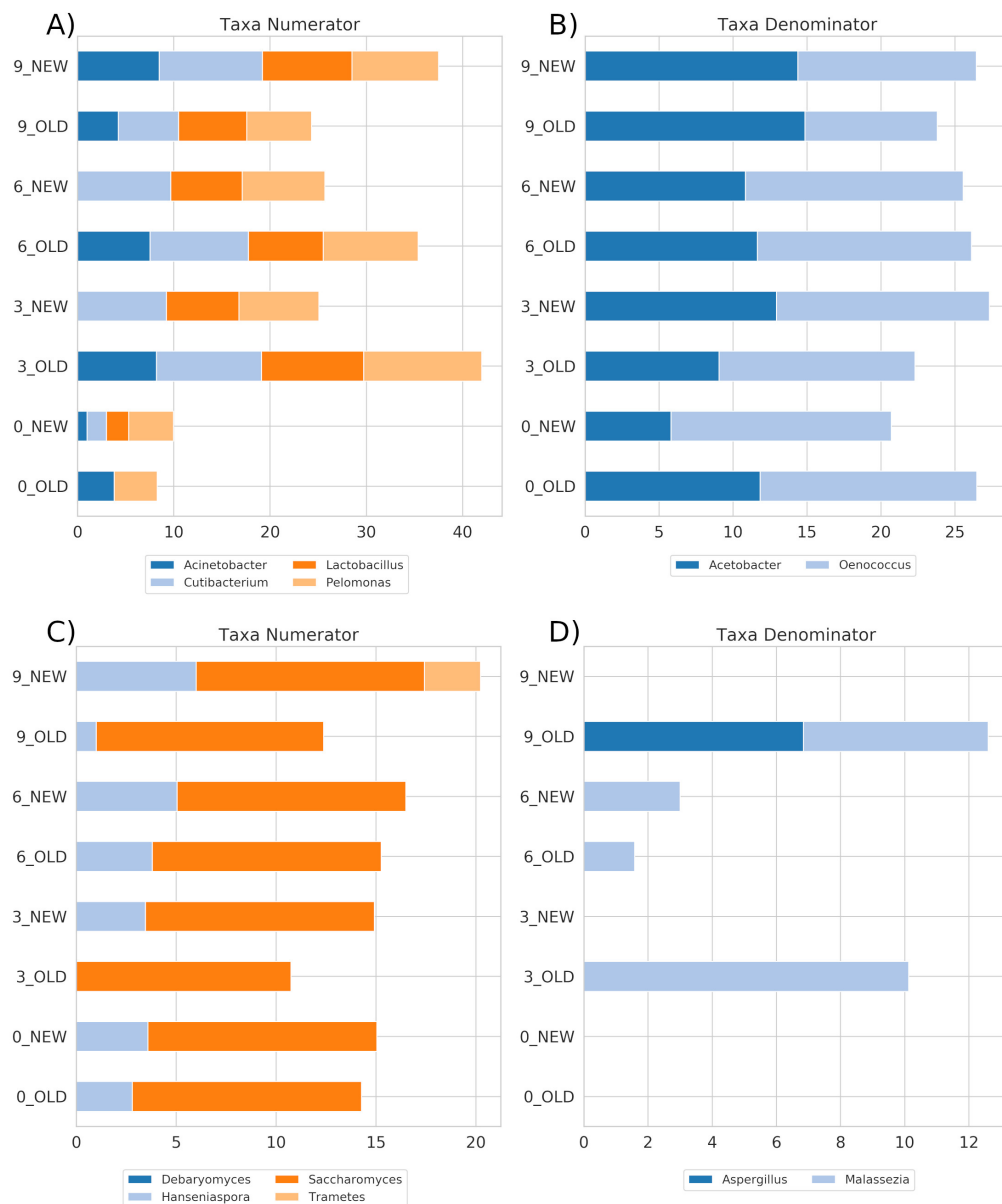 A)
Taxa Numerator
9_NEW
9_OLD
6_NEW
6_OLD
3_NEW
3_OLD
0_NEW
0_OLD
0 10 20 30 40
Acinetobacter Lactobacillus
Cutibacterium Pelomonas
B)
Taxa Denominator
9_NEW
9_OLD
6_NEW
6_OLD
3_NEW
3_OLD
0_NEW
0_OLD
0 5 10 15 20 25
Acetobacter Oenococcus
C)
Taxa Numerator
9_NEW
9_OLD
6_NEW
6_OLD
3_NEW
3_OLD
0_NEW
0_OLD
0 5 10 15 20
Debaryomyces Saccharomyces
Hanseniaspora Trametes
D)
Taxa Denominator
9_NEW
9_OLD
6_NEW
6_OLD
3_NEW
3_OLD
0_NEW
0_OLD
0 2 4 6 8 10 12
Aspergillus Malassezia